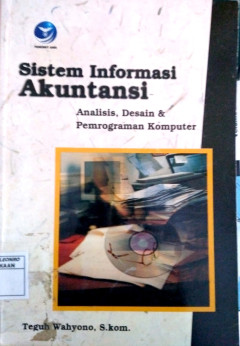 Sistem Informasi
Akuntansi
Analisis, Desain &
Pemrograman Komputer
Teguh Wahyono, S.kom.